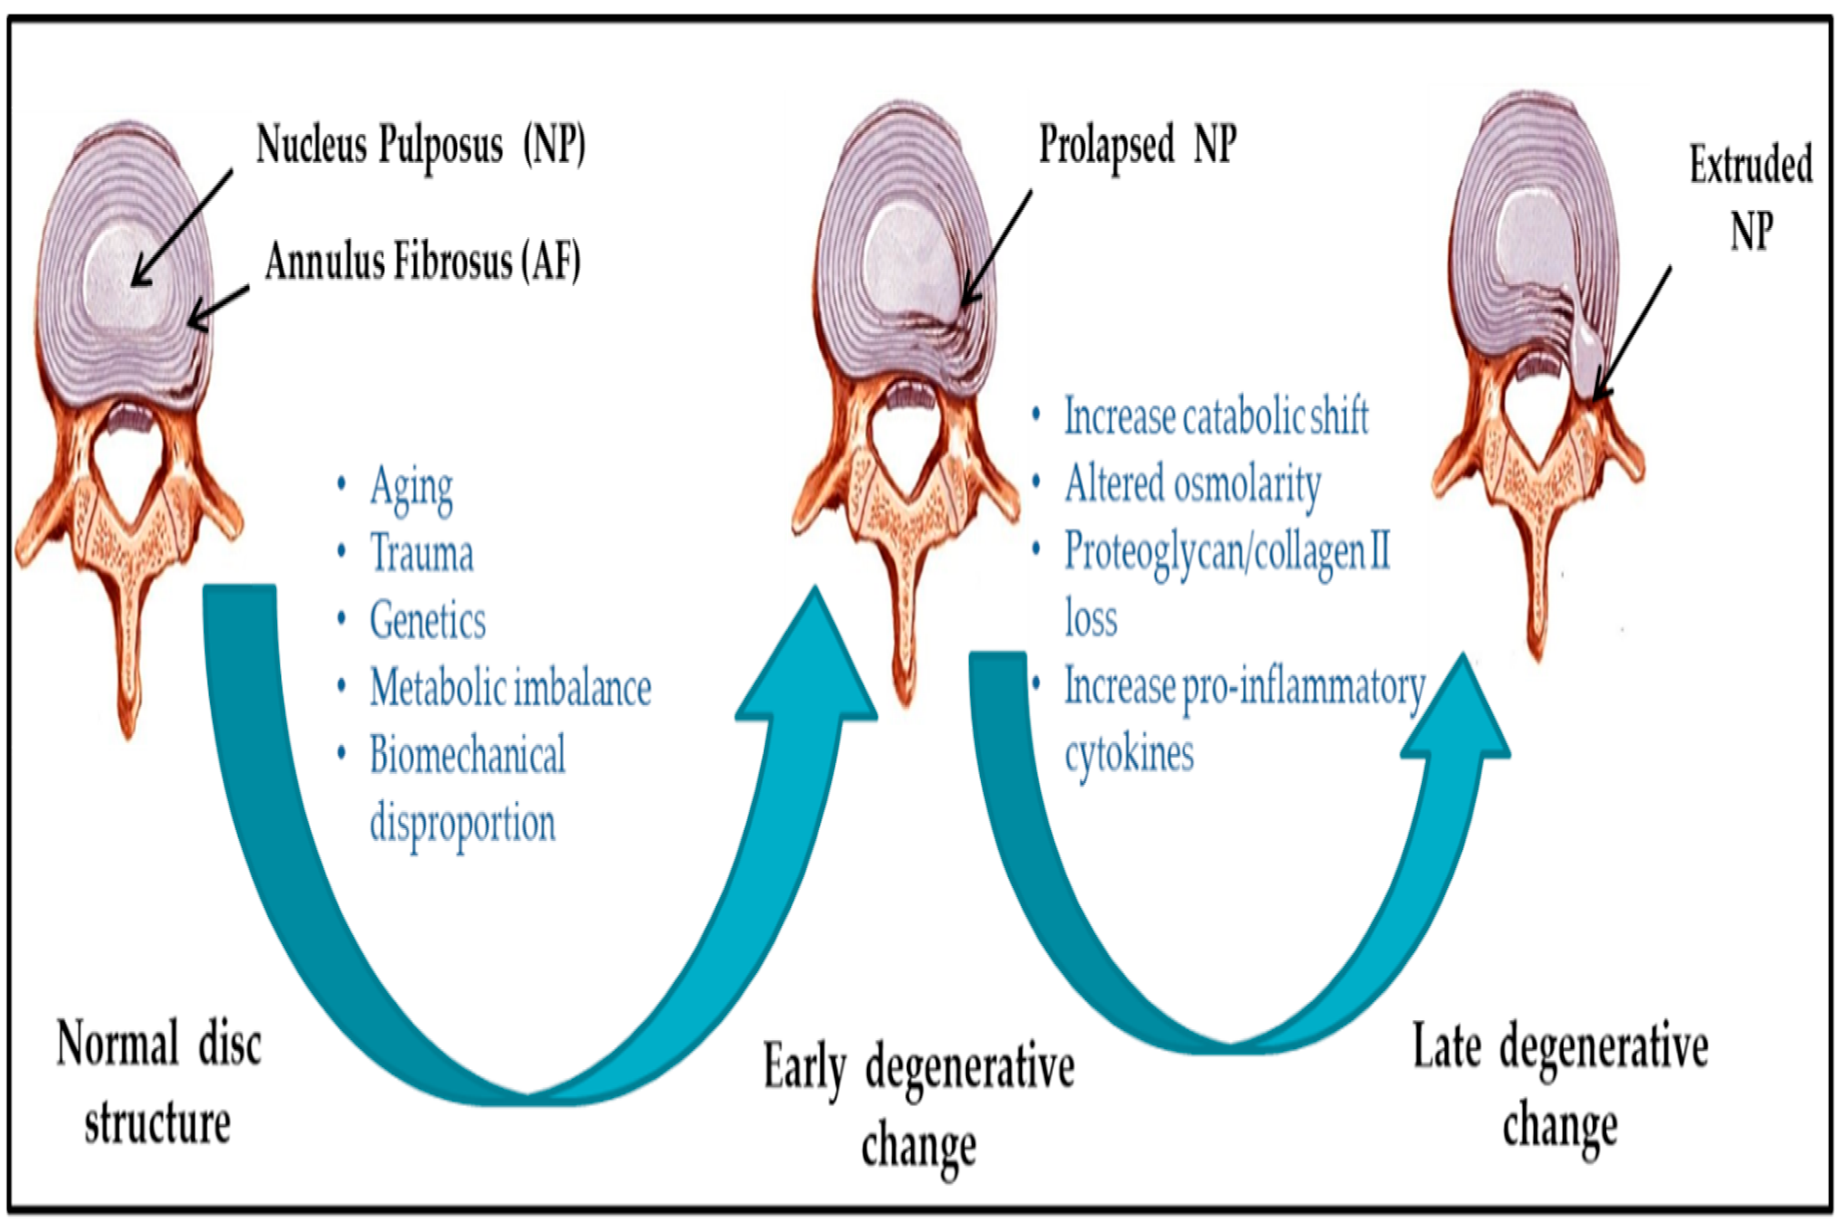 Nucleus Pulposus (NP)
Annulus Fibrosus (AF)
• Aging
• Trauma
• Genetics
• Metabolic imbalance
• Biomechanical
disproportion
Normal disc
structure
Prolapsed NP
• Increase catabolic shift
• Altered osmolarity
• Proteoglycan/collagen II
loss
• Increase pro-inflammatory
cytokines
Early degenerative
change
Extruded
NP
Late degenerative
change